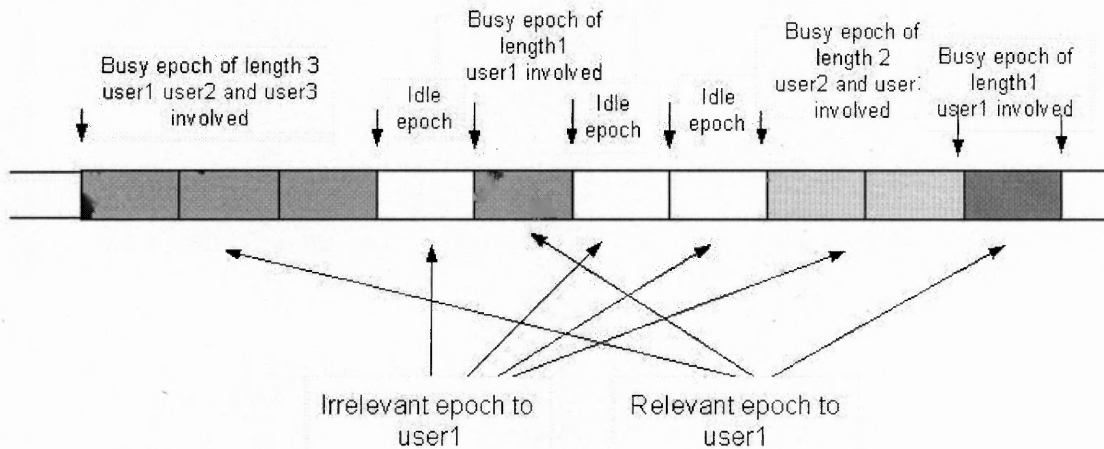 Busy epoch of length 3
user1 user2 and user3
involved
Idle
epoch
Busy epoch of
length1
user1 involved
Idle
epoch
Idle
epoch
Busy epoch of
length 2
user2 and
involved
Busy epoch of
length1
user1 involved
Irrelevant epoch to
user1
Relevant epoch to
user1